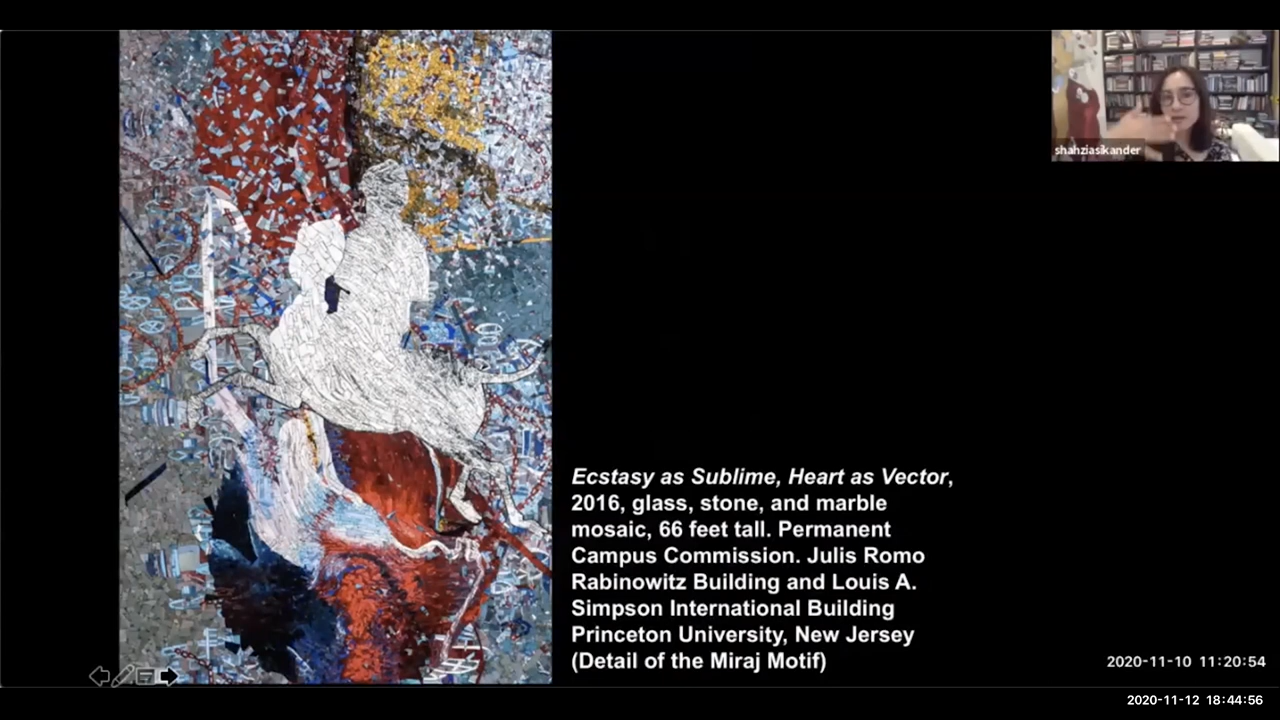 shahziasikander
Ecstasy as Sublime, Heart as Vector,
2016, glass, stone, and marble
mosaic, 66 feet tall. Permanent
Campus Commission. Julis Romo
Rabinowitz Building and Louis A.
Simpson International Building
Princeton University, New Jersey
(Detail of the Miraj Motif)
2020-11-10 11:20:54
2020-11-12 18:44:56